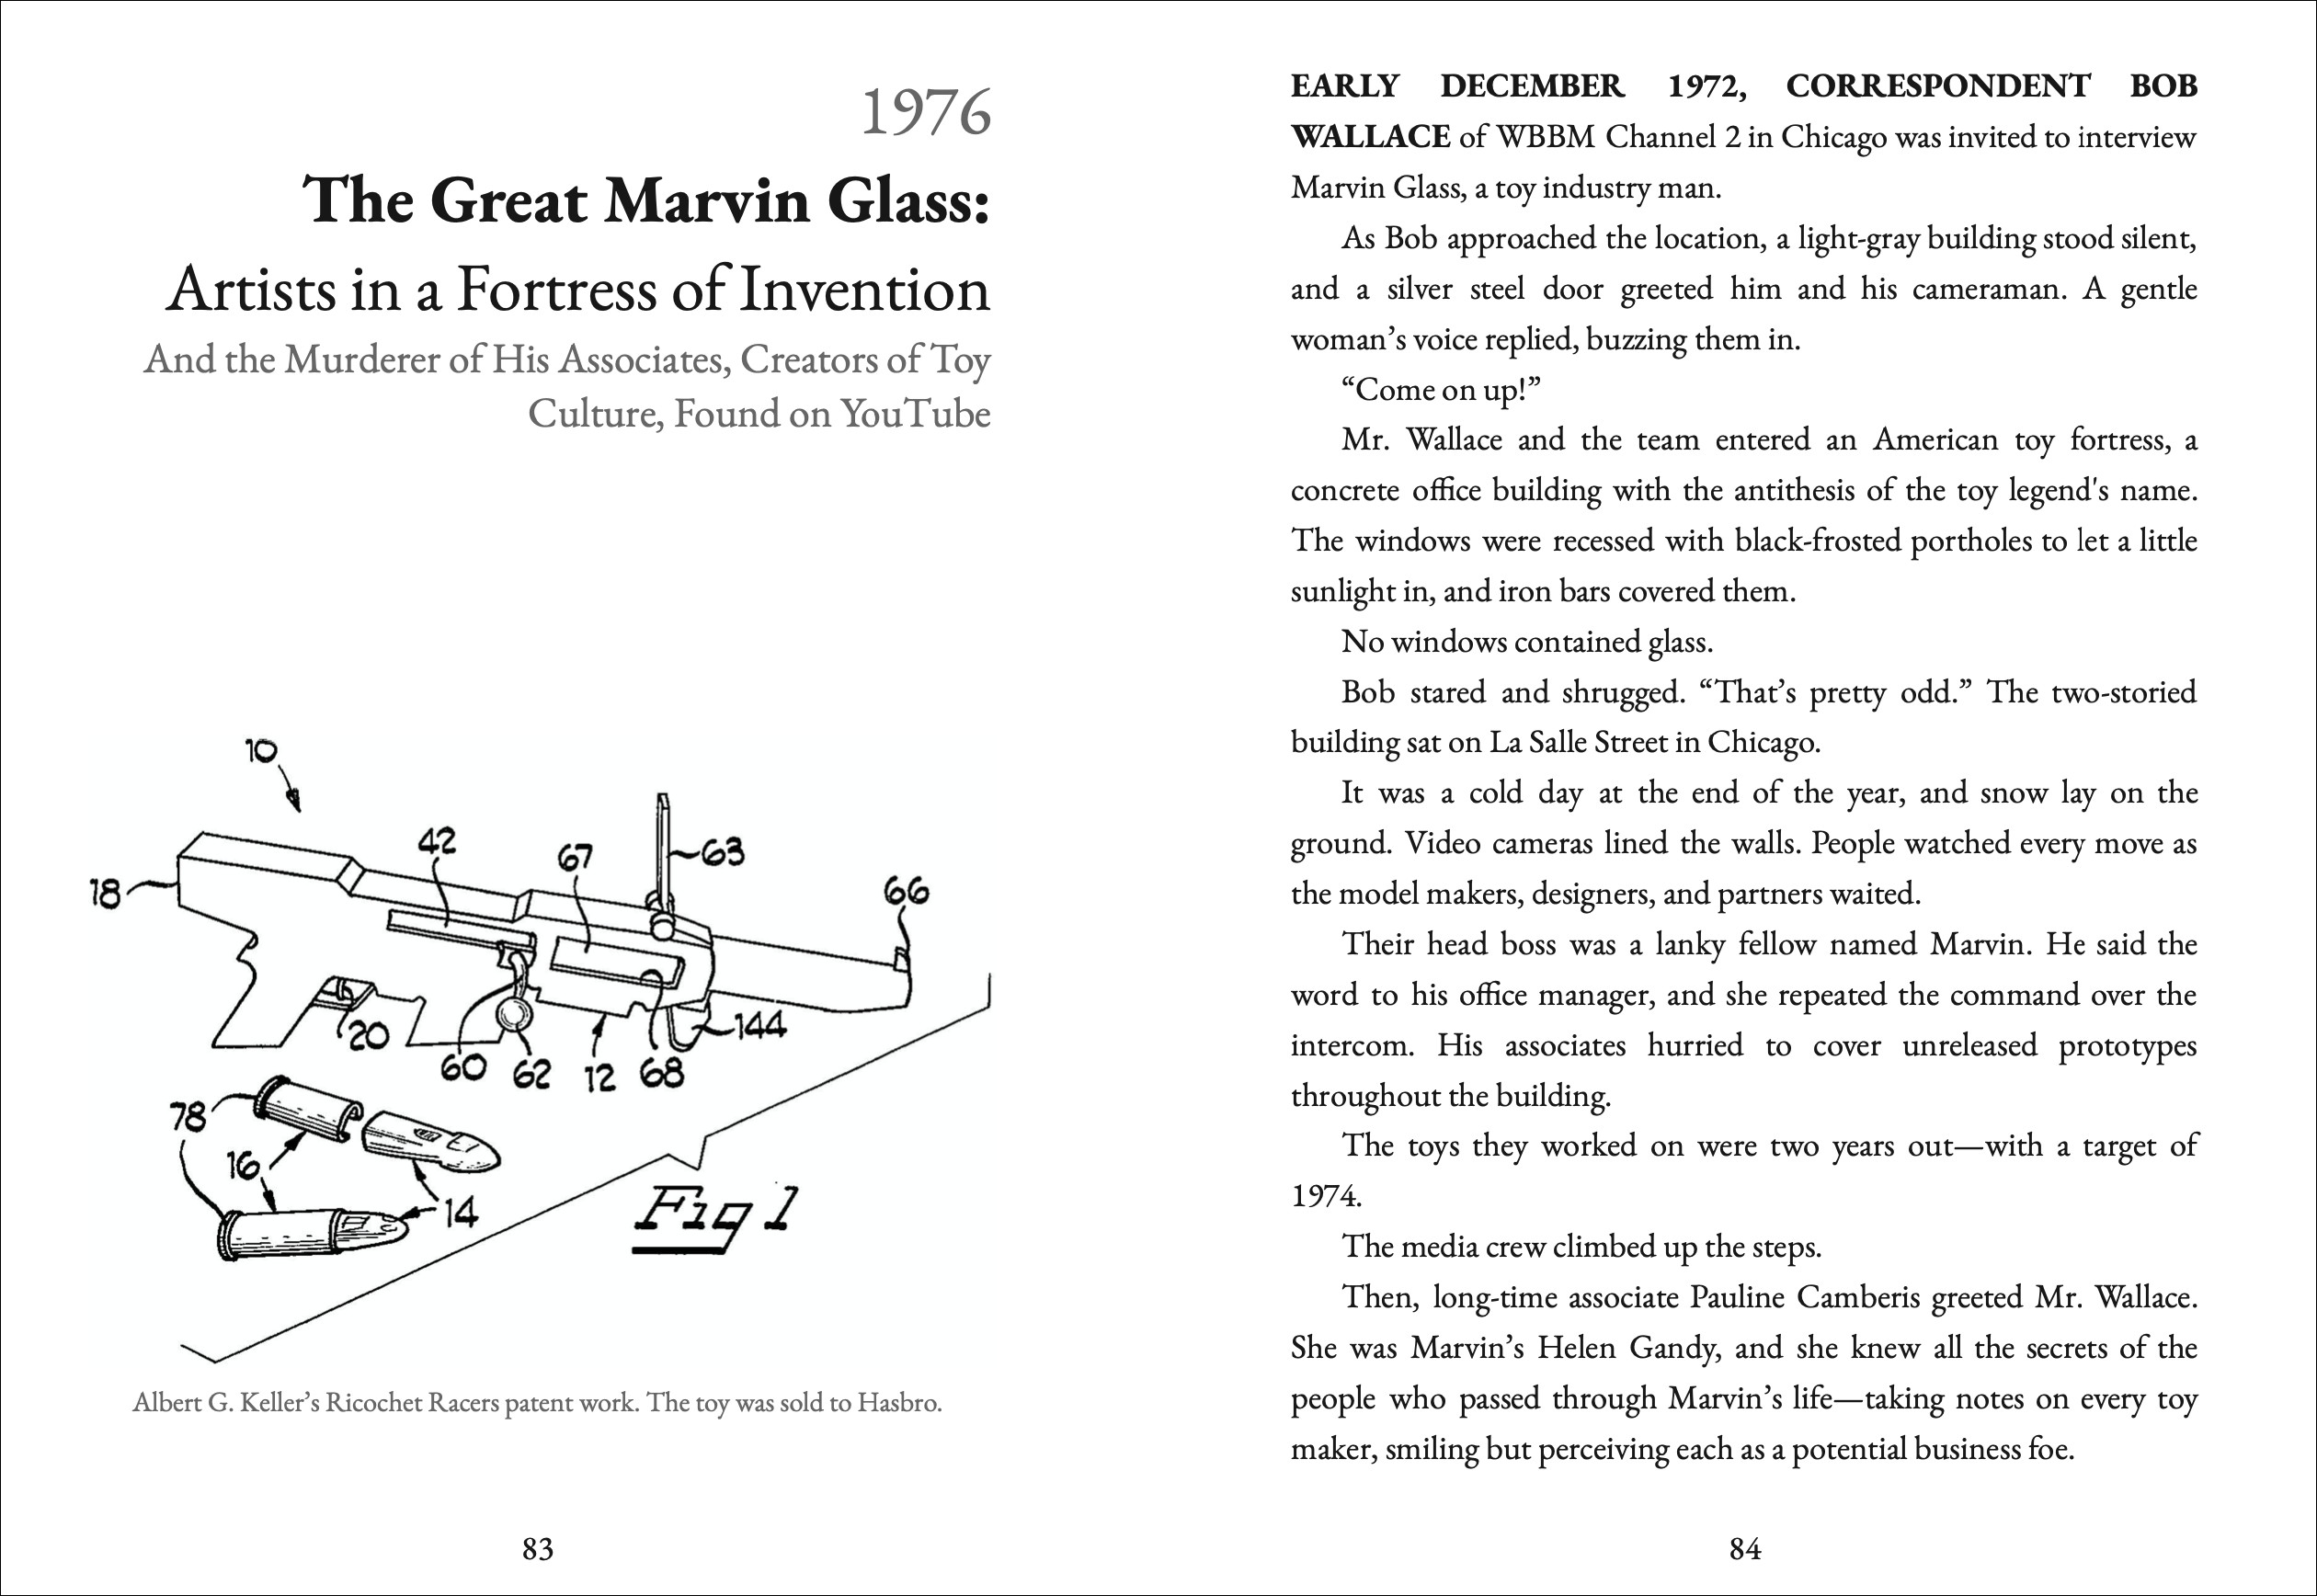 1976
The Great Marvin Glass:
Artists in a Fortress of Invention
And the Murderer of His Associates, Creators of Toy
Culture, Found on YouTube
10
42
67
63
18
66
20
144
60
62
12
68
78
16
14
Fig 1
Albert G. Keller’s Ricochet Racers patent work. The toy was sold to Hasbro.
83
EARLY DECEMBER 1972, CORRESPONDENT BOB
WALLACE of WBBM Channel 2 in Chicago was invited to interview
Marvin Glass, a toy industry man.
As Bob approached the location, a light-gray building stood silent,
and a silver steel door greeted him and his cameraman. A gentle
woman’s voice replied, buzzing them in.
“Come on up!”
Mr. Wallace and the team entered an American toy fortress, a
concrete office building with the antithesis of the toy legend's name.
The windows were recessed with black-frosted portholes to let a little
sunlight in, and iron bars covered them.
No windows contained glass.
Bob stared and shrugged. “That’s pretty odd.” The two-storied
building sat on La Salle Street in Chicago.
It was a cold day at the end of the year, and snow lay on the
ground. Video cameras lined the walls. People watched every move as
the model makers, designers, and partners waited.
Their head boss was a lanky fellow named Marvin. He said the
word to his office manager, and she repeated the command over the
intercom. His associates hurried to cover unreleased prototypes
throughout the building.
The toys they worked on were two years out—with a target of
1974.
The media crew climbed up the steps.
Then, long-time associate Pauline Camberis greeted Mr. Wallace.
She was Marvin’s Helen Gandy, and she knew all the secrets of the
people who passed through Marvin’s life—taking notes on every toy
maker, smiling but perceiving each as a potential business foe.
84